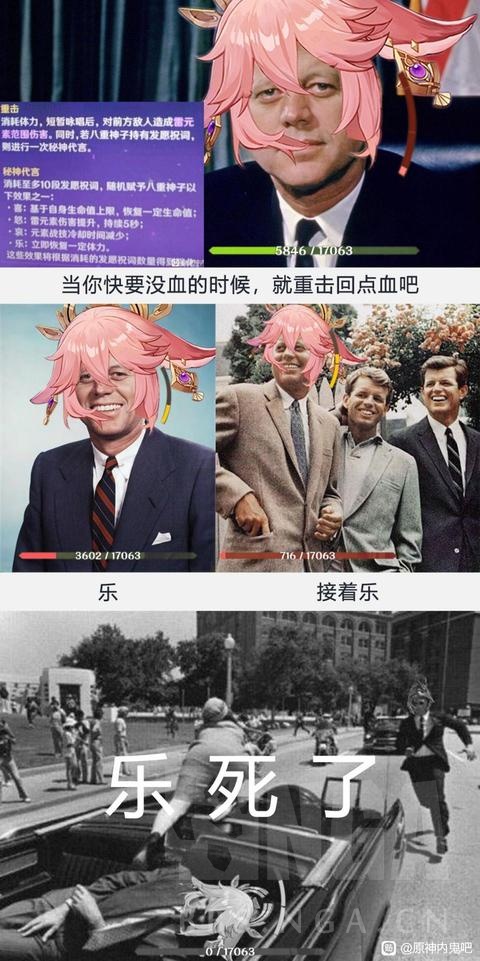 重击
消耗体力，短暂咏唱后，对前方敌人造成雷元
素范围伤害。同时，若八重神子持有发愿祝词，
则进行一次秘神代言。
秘神代言
消耗至多10段发愿祝词，随机赋予八重神子以
下效果之一：
·喜：基于自身生命值上限，恢复一定生命值；
·怒：雷元素伤害提升，持续5秒；
·哀：元素战技冷却时间减少；
·乐：立即恢复一定体力。
这些效果将根据消耗的发愿祝词数量得到
5846 / 17063
当你快要没血的时候，就重击回点血吧
3602 / 17063
716 / 17063
乐
接着乐
乐死了
NGA.CN
0 / 17063
贴 @原神内鬼吧